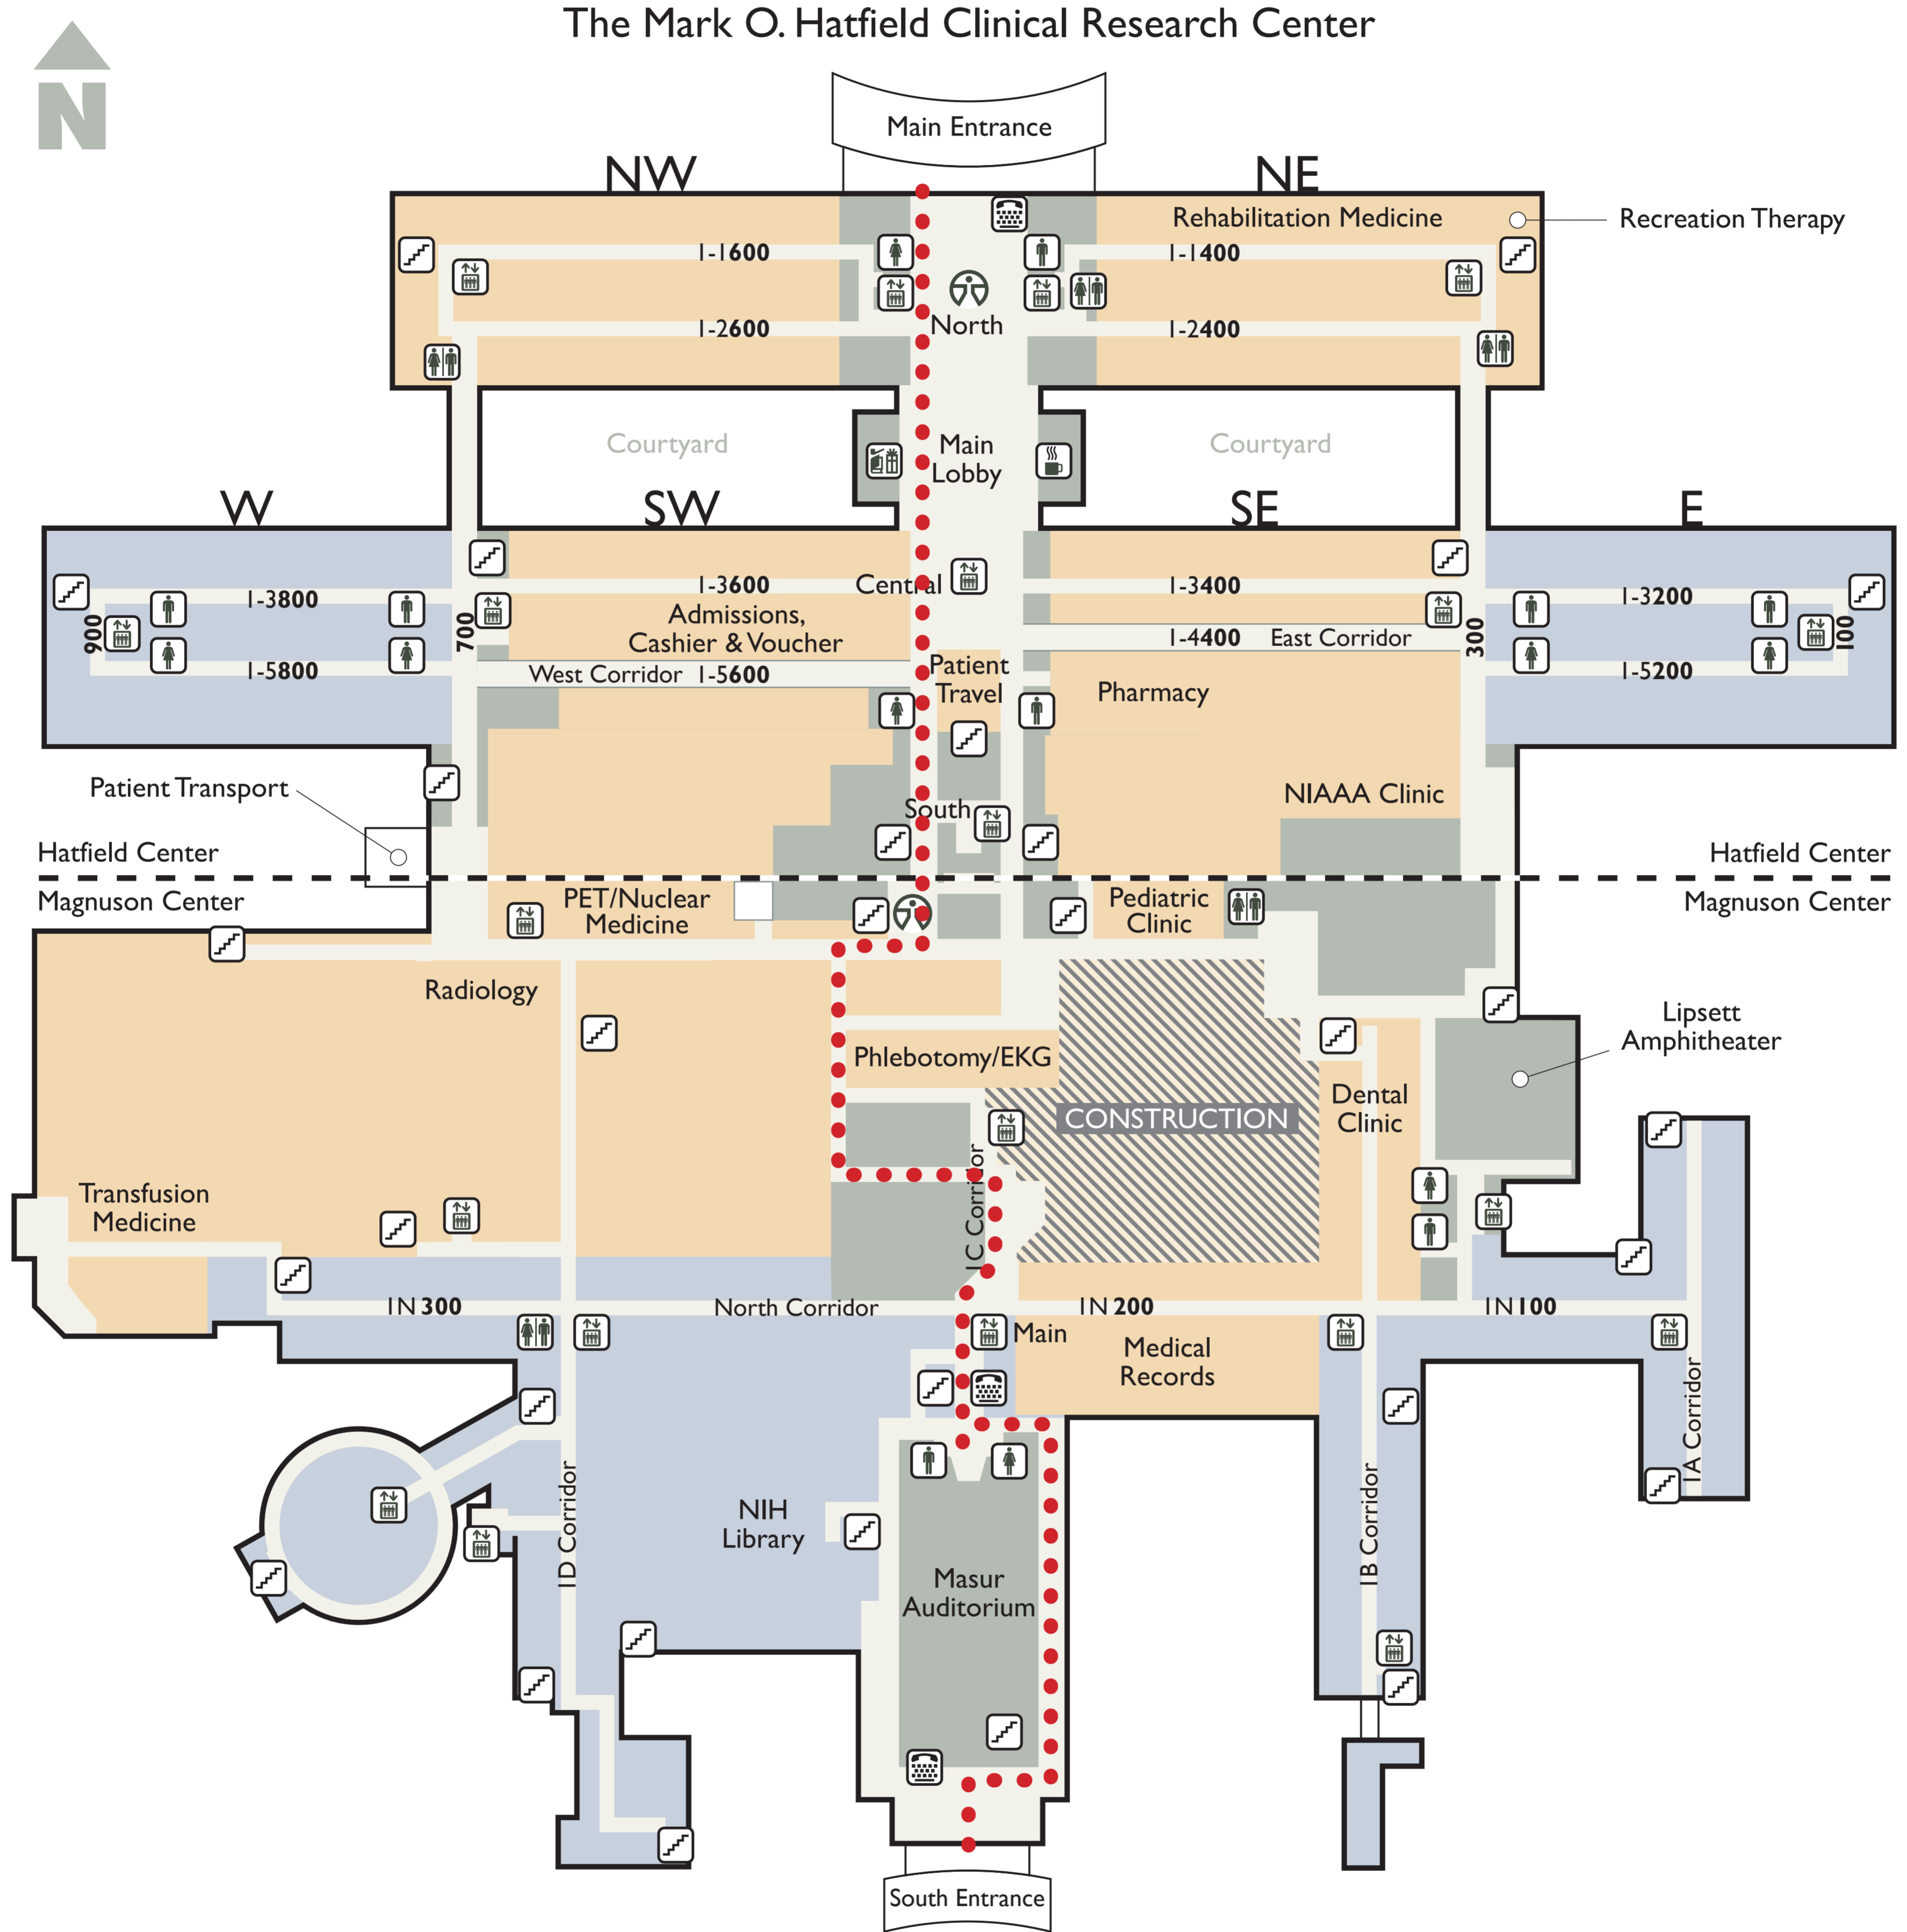 The Mark O. Hatfield Clinical Research Center
N
Main Entrance
NW
NE
Rehabilitation Medicine
Recreation Therapy
1-1600
1-1400
North
1-2600
1-2400
Courtyard
Main
Lobby
Courtyard
W
SW
SE
E
1-3600
Central
1-3400
1-3800
1-3200
Admissions,
Cashier & Voucher
900
700
1-4400 East Corridor
300
100
1-5800
West Corridor 1-5600
Patient
Travel
Pharmacy
1-5200
Patient Transport
South
NIAAA Clinic
Hatfield Center
Hatfield Center
Magnuson Center
Magnuson Center
PET/Nuclear
Medicine
Pediatric
Clinic
Radiology
Lipsett
Amphitheater
Phlebotomy/EKG
CONSTRUCTION
Dental
Clinic
Transfusion
Medicine
1C Corridor
1N 300
North Corridor
1N 200
1N 100
Main
Medical
Records
1A Corridor
1D Corridor
NIH
Library
1B Corridor
Masur
Auditorium
South Entrance